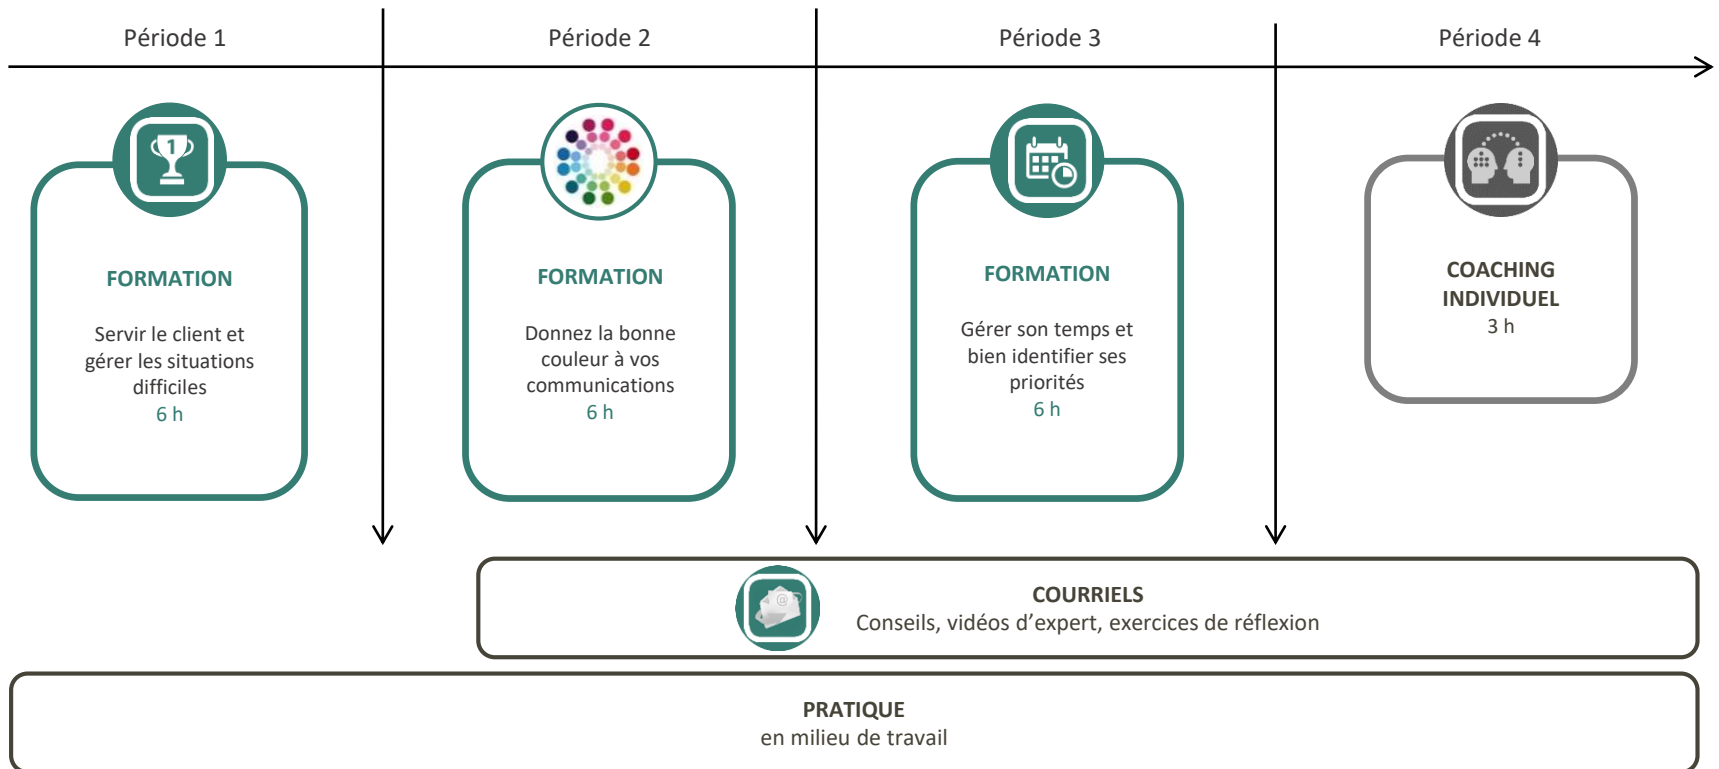 Période 1
Période 2
Période 3
Période 4
1
FORMATION
Servir le client et
gérer les situations
difficiles
6 h
FORMATION
Donnez la bonne
couleur à vos
communications
6 h
FORMATION
Gérer son temps et
bien identifier ses
priorités
6 h
COACHING
INDIVIDUEL
3 h
@
COURRIELS
Conseils, vidéos d’expert, exercices de réflexion
PRATIQUE
en milieu de travail